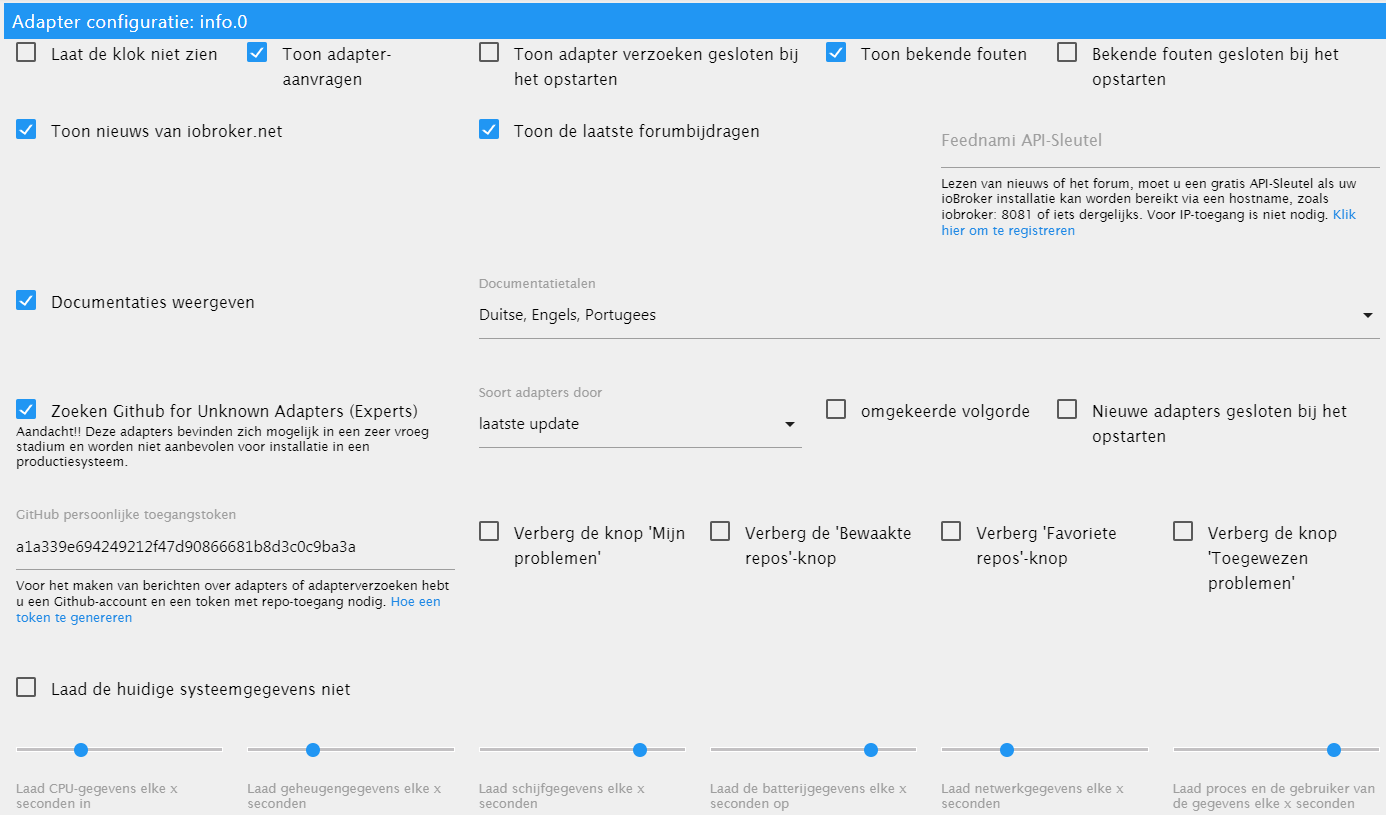 Adapter configuratie: info.0
Laat de klok niet zien
Toon adapter-
aanvragen
Toon adapter verzoeken gesloten bij
het opstarten
Toon bekende fouten
Bekende fouten gesloten bij het
opstarten
Toon nieuws van iobroker.net
Toon de laatste forumbijdragen
Feednami API-Sleutel
Lezen van nieuws of het forum, moet u een gratis API-Sleutel als uw
ioBroker installatie kan worden bereikt via een hostname, zoals
iobroker: 8081 of iets dergelijks. Voor IP-toegang is niet nodig. Klik
hier om te registreren
Documentaties weergeven
Documentatietalen
Duitse, Engels, Portugees
Zoeken Github for Unknown Adapters (Experts)
Aandacht!! Deze adapters bevinden zich mogelijk in een zeer vroeg
stadium en worden niet aanbevolen voor installatie in een
productiesysteem.
Soort adapters door
laatste update
omgekeerde volgorde
Nieuwe adapters gesloten bij het
opstarten
GitHub persoonlijke toegangstoken
a1a339e694249212f47d90866681b8d3c0c9ba3a
Voor het maken van berichten over adapters of adapterverzoeken hebt
u een Github-account en een token met repo-toegang nodig. Hoe een
token te genereren
Verberg de knop 'Mijn
problemen'
Verberg de 'Bewaakte
repos'-knop
Verberg 'Favoriete
repos'-knop
Verberg de knop
'Toegewezen
problemen'
Laad de huidige systeemgegevens niet
Laad CPU-gegevens elke x
seconden in
Laad geheugengegevens elke x
seconden
Laad schijfgegevens elke x
seconden
Laad de batterijgegevens elke x
seconden op
Laad netwerkgegevens elke x
seconden
Laad proces en de gebruiker van
de gegevens elke x seconden